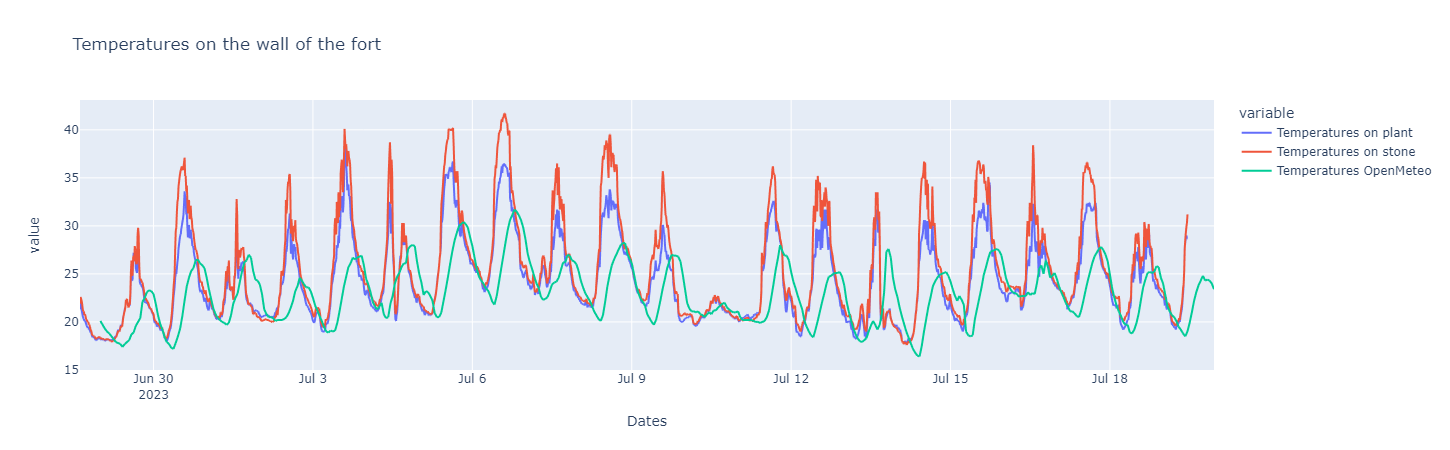 Temperatures on the wall of the fort
variable
Temperatures on plant
Temperatures on stone
Temperatures OpenMeteo
value
40
35
30
25
20
15
Jun 30
2023
Jul 3
Jul 6
Jul 9
Jul 12
Jul 15
Jul 18
Dates